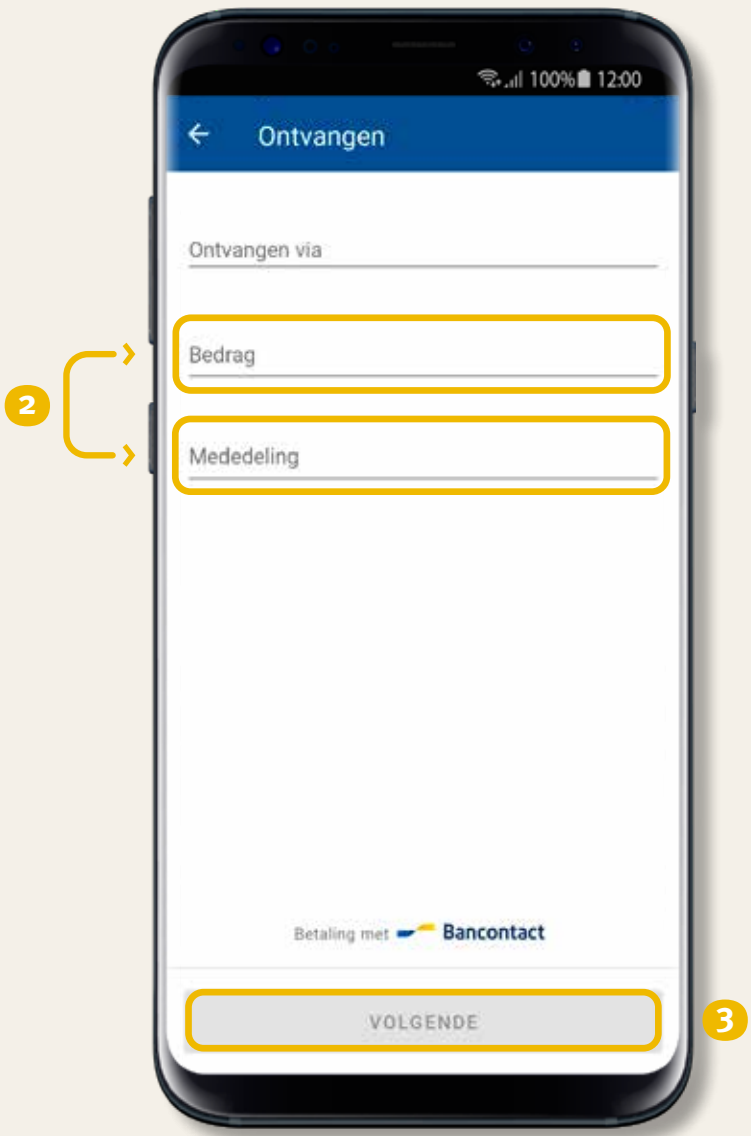 100% 12:00
Ontvangen
Ontvangen via
Bedrag
2
Mededeling
Betaling met Bancontact
VOLGENDE
3